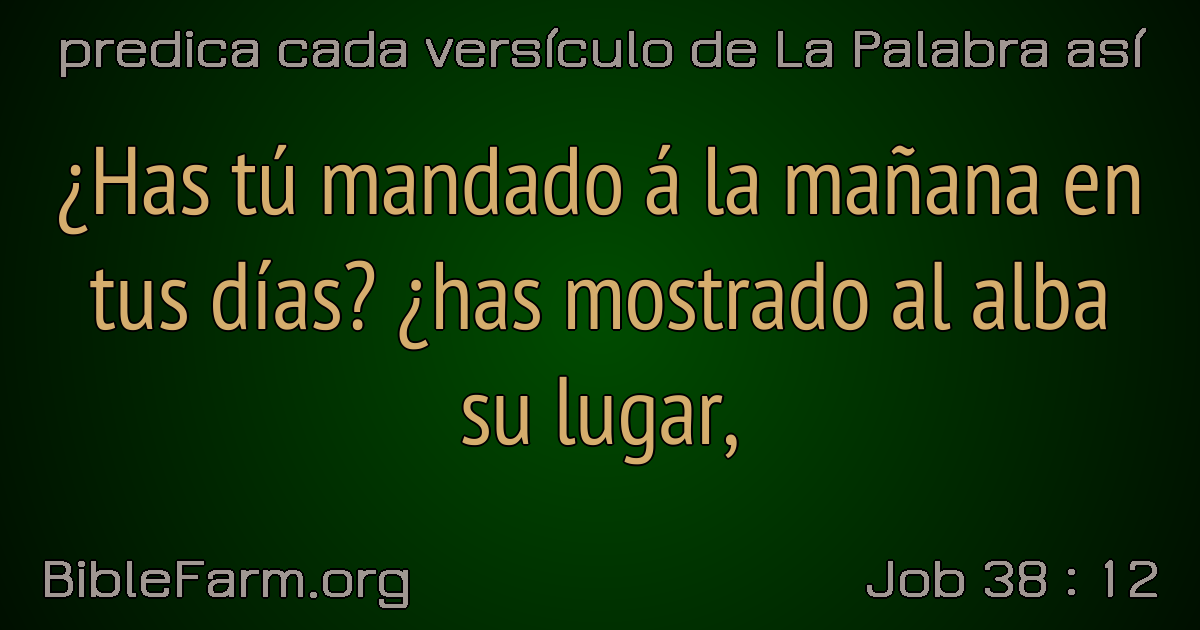 predica cada versículo de La Palabra así
¿Has tú mandado á la mañana en
tus días? ¿has mostrado al alba
su lugar,
BibleFarm.org
Job 38 : 12